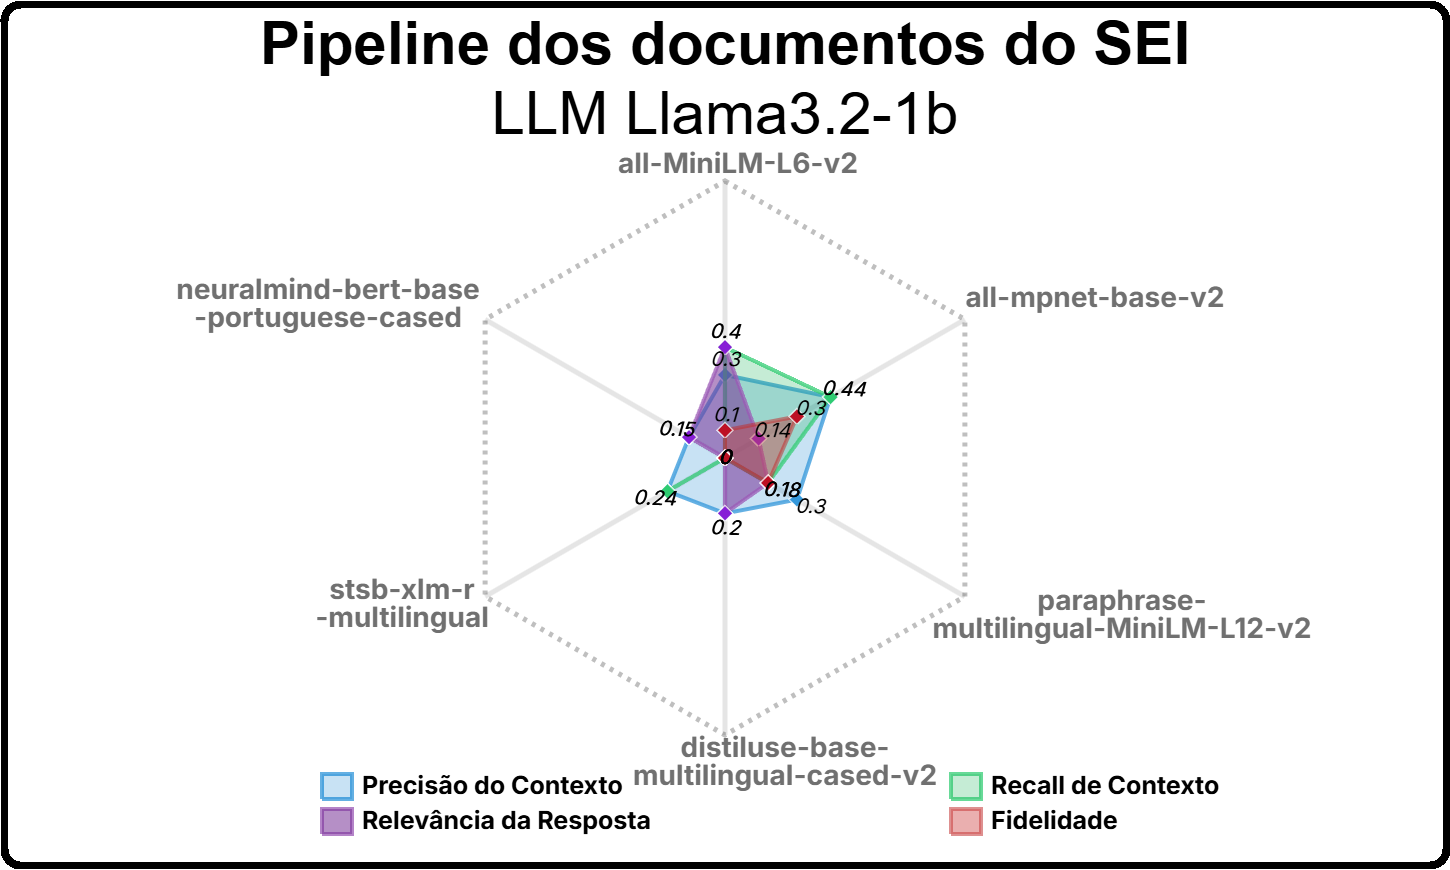 Pipeline dos documentos do SEI
LLM Llama3.2-1b
all-MiniLM-L6-v2
neuralmind-bert-base
-portuguese-cased
all-mpnet-base-v2
0.4
0.3
0.44
0.3
0.1
0.15
0.14
0
0.18
0.24
0.3
0.2
stsb-xlm-r
-multilingual
paraphrase-
multilingual-MiniLM-L12-v2
distiluse-base-
multilingual-cased-v2
Precisão do Contexto
Recall de Contexto
Relevância da Resposta
Fidelidade